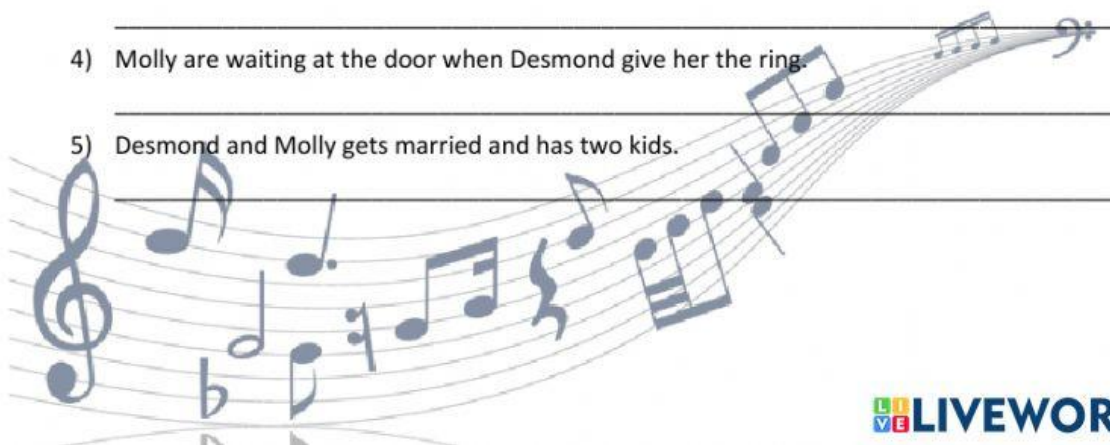 4) Molly are waiting at the door when Desmond give her the ring.
5) Desmond and Molly gets married and has two kids.
LIVE LIVEWOR